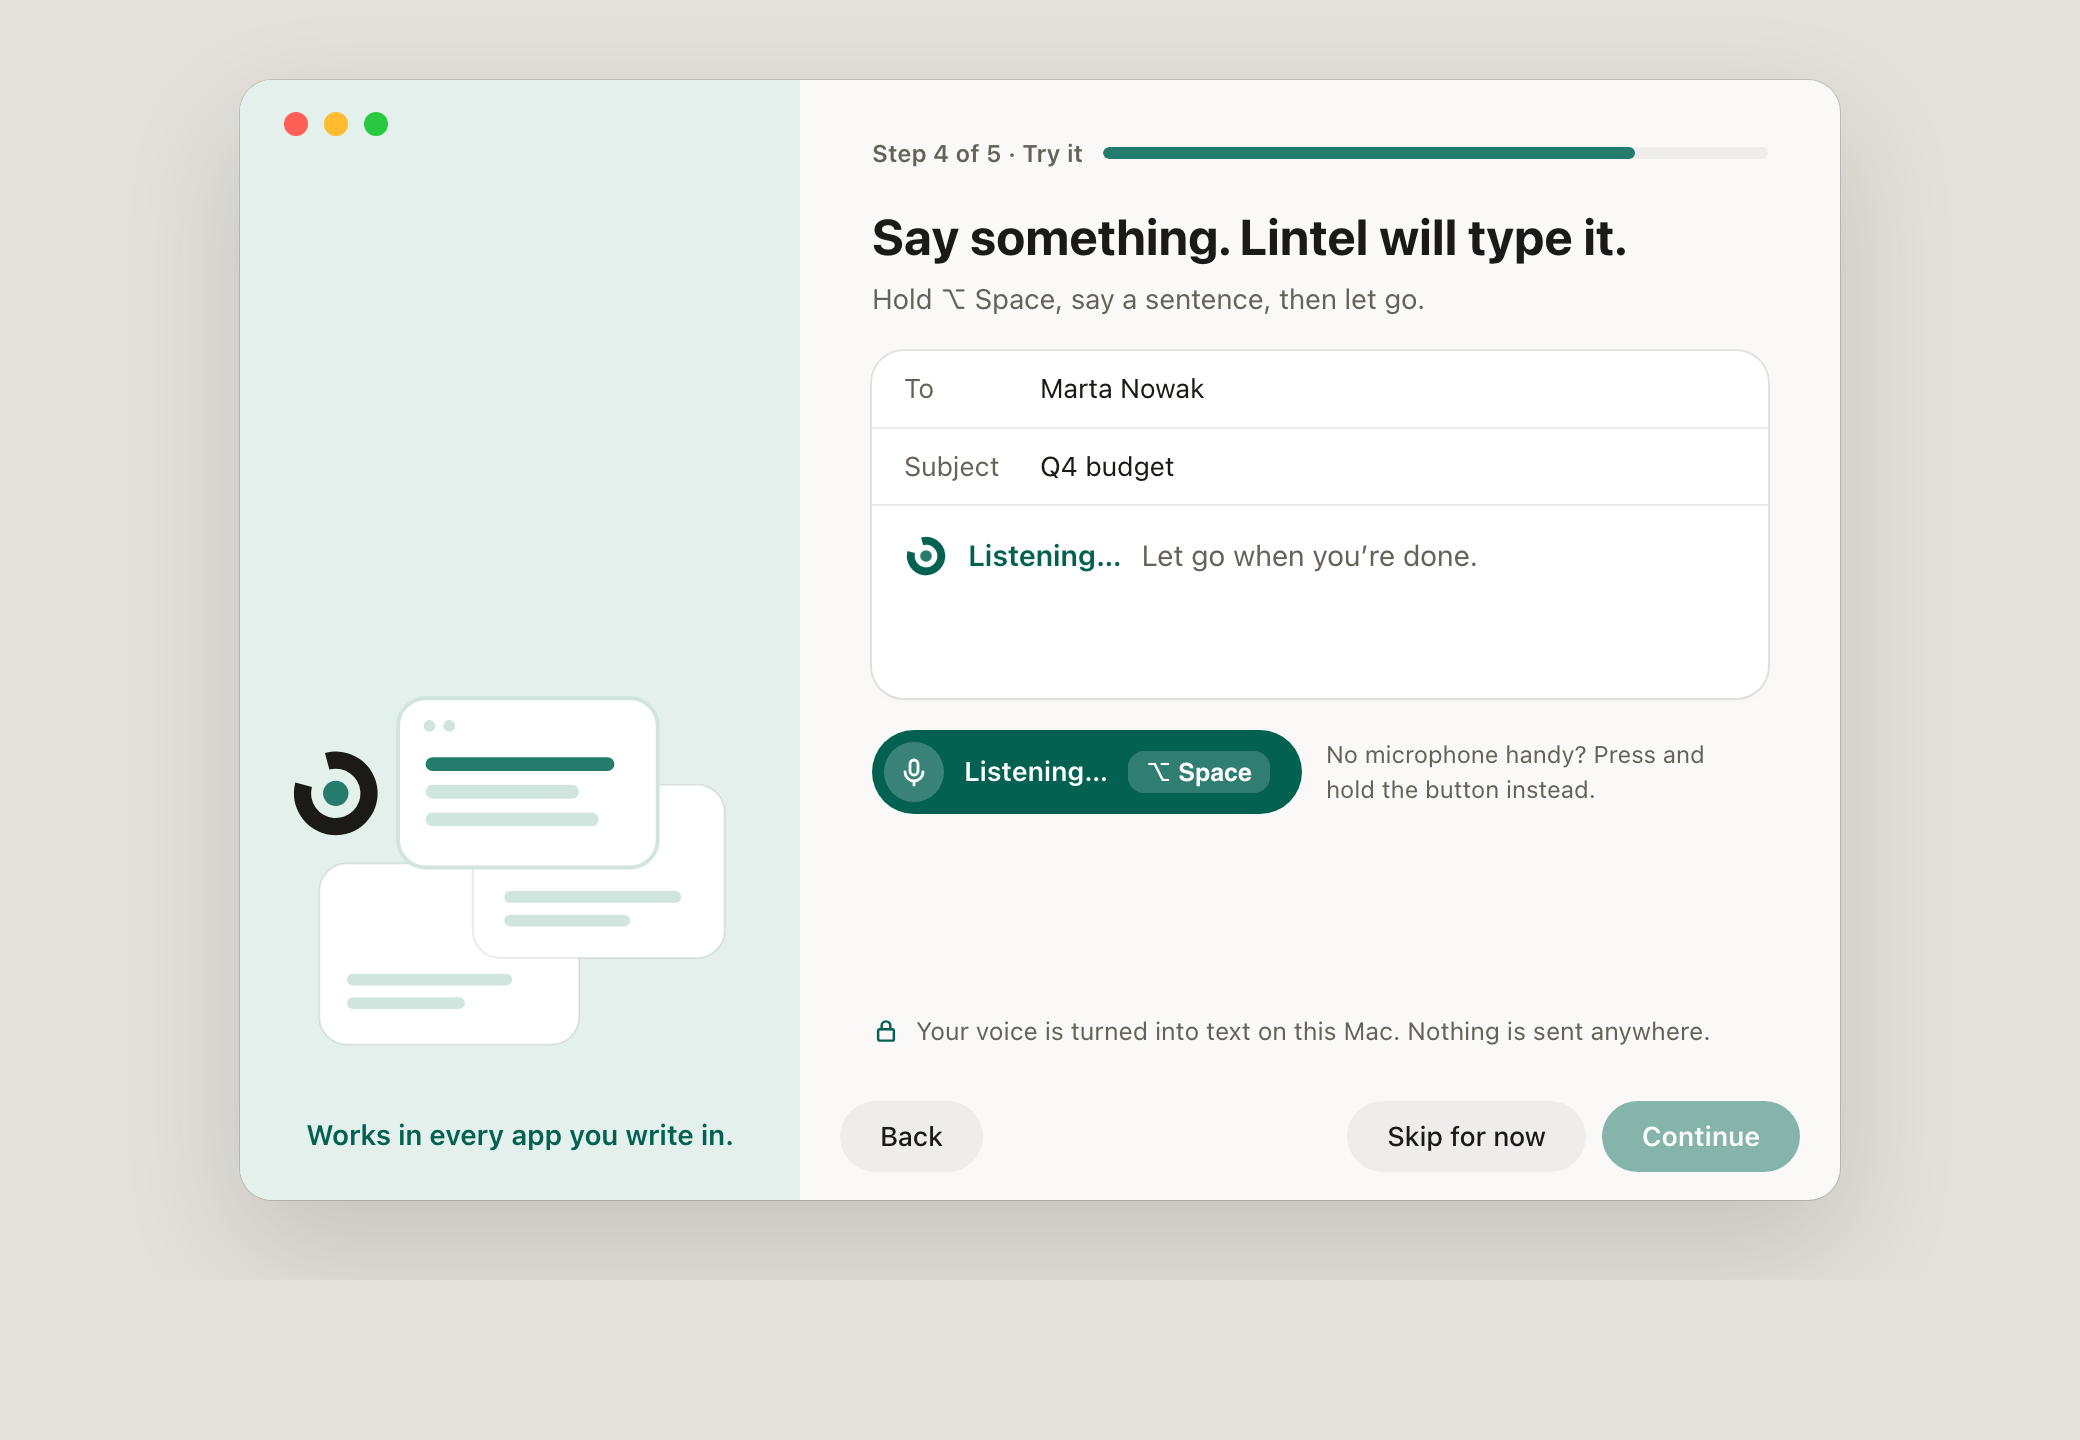 Step 4 of 5 · Try it
Say something. Lintel will type it.
Hold ⌥ Space, say a sentence, then let go.
To Marta Nowak
Subject Q4 budget
Listening... Let go when you’re done.
Listening... ⌥ Space
No microphone handy? Press and
hold the button instead.
Your voice is turned into text on this Mac. Nothing is sent anywhere.
Works in every app you write in.
Back
Skip for now
Continue